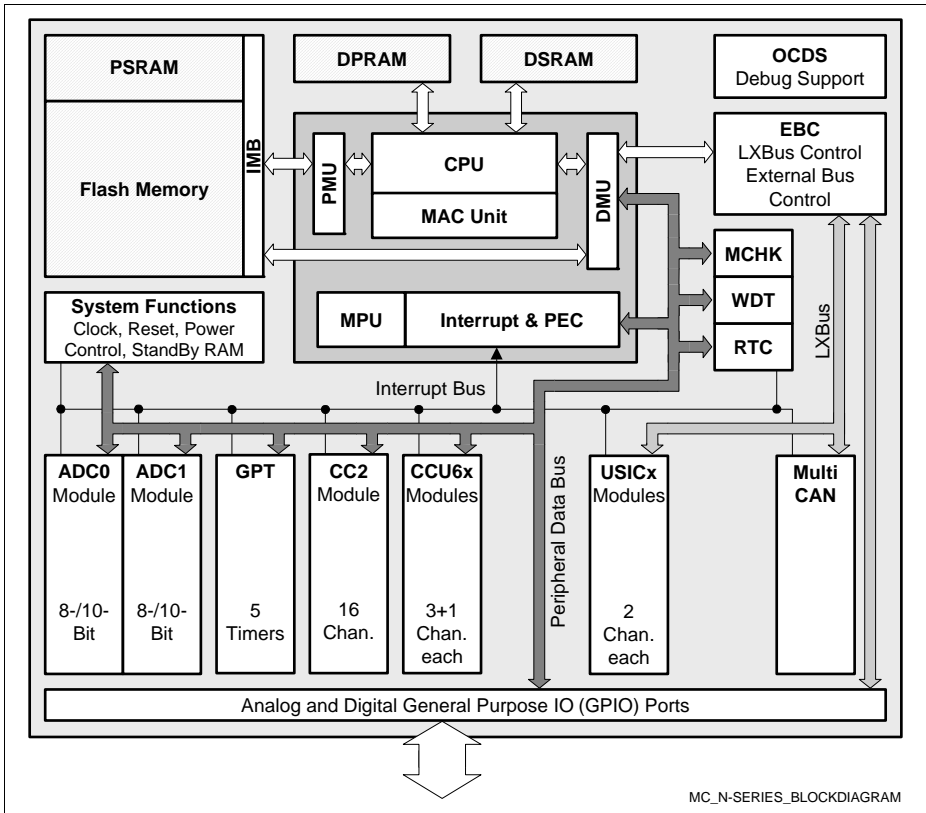 PSRAM
Flash Memory
IMB
DPRAM
DSRAM
OCDS
Debug Support
EBC
LXBus Control
External Bus
Control
PMU
CPU
MAC Unit
DMU
MCHK
WDT
RTC
LXBus
System Functions
Clock, Reset, Power
Control, StandBy RAM
MPU
Interrupt & PEC
Interrupt Bus
ADC0
Module
8-/10-
Bit
ADC1
Module
8-/10-
Bit
GPT
5
Timers
CC2
Module
16
Chan.
CCU6x
Modules
3+1
Chan.
each
Peripheral Data Bus
USICx
Modules
2
Chan.
each
Multi
CAN
Analog and Digital General Purpose IO (GPIO) Ports
MC_N-SERIES_BLOCKDIAGRAM